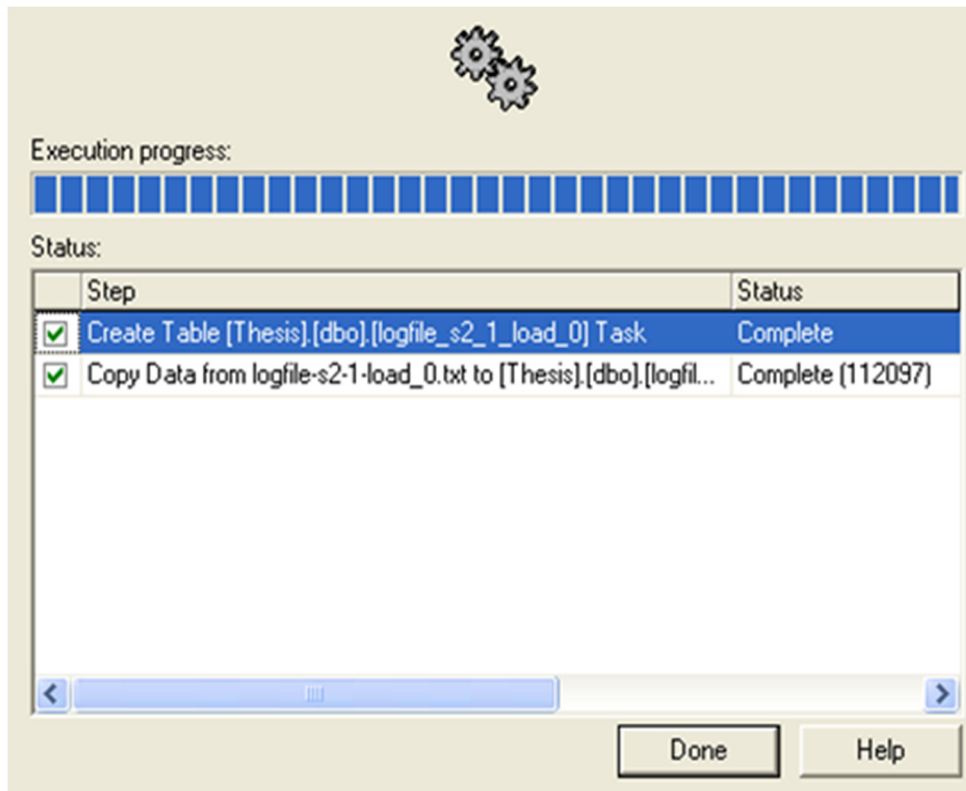 Execution progress:
Status:
Step Status
Create Table [Thesis].[dbo].[logfile_s2_1_load_0] Task Complete
Copy Data from logfile-s2-1-load_0.txt to [Thesis].[dbo].[logfil... Complete (112097)
Done Help